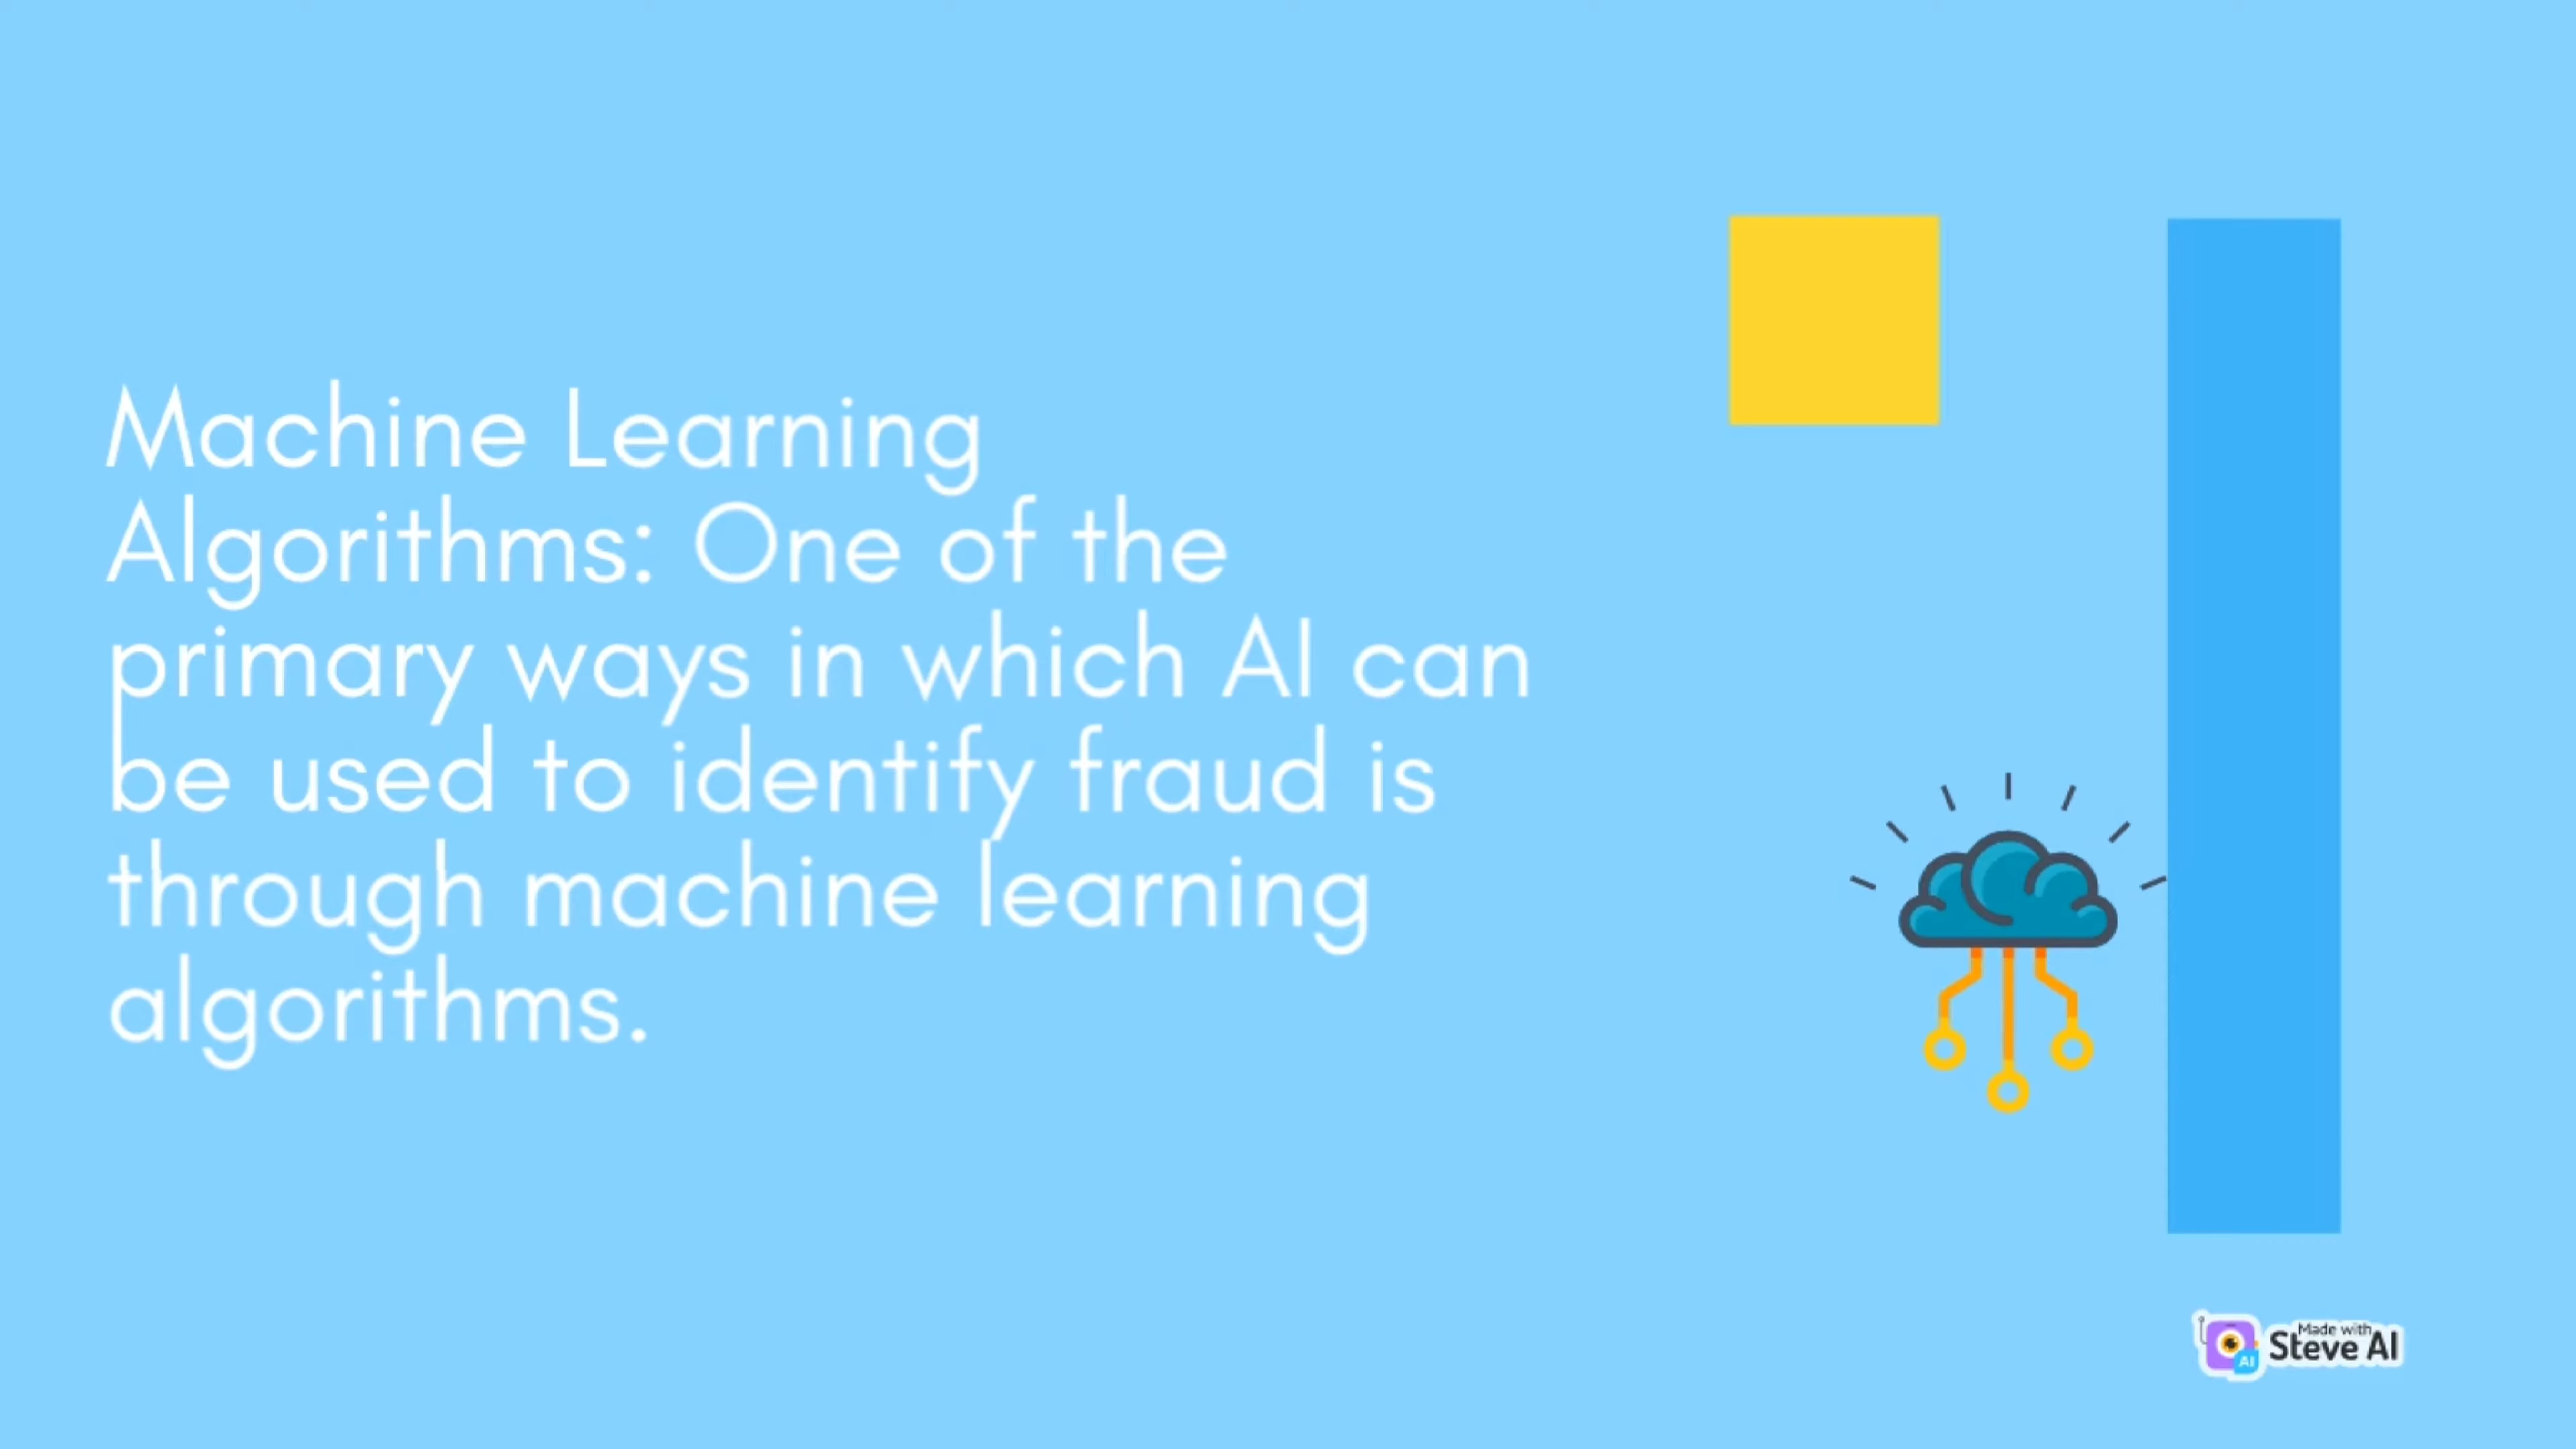 Machine Learning
Algorithms: One of the
primary ways in which AI can
be used to identify fraud is
through machine learning
algorithms.
Made with
Steve AI
AI